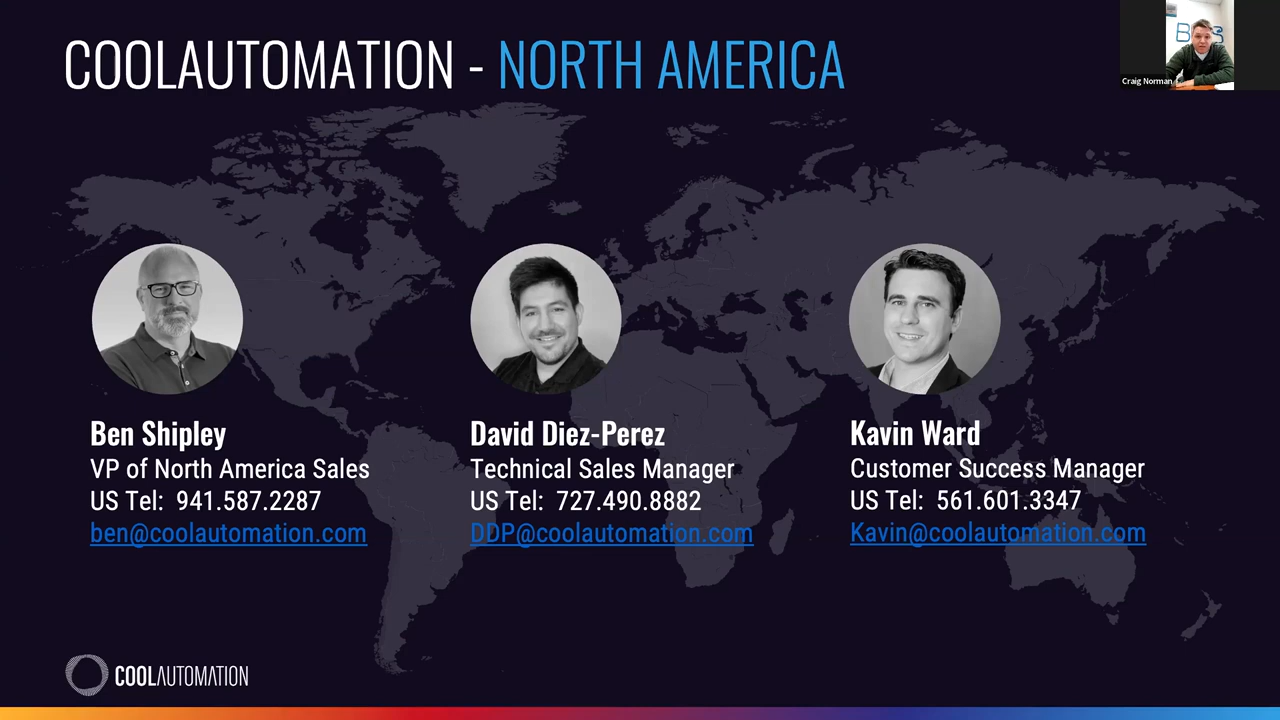 COOLAUTOMATION - NORTH AMERICA
Craig Norman
Ben Shipley
VP of North America Sales
US Tel: 941.587.2287
ben@coolautomation.com
David Diez-Perez
Technical Sales Manager
US Tel: 727.490.8882
DDP@coolautomation.com
Kavin Ward
Customer Success Manager
US Tel: 561.601.3347
Kavin@coolautomation.com
COOLAUTOMATION